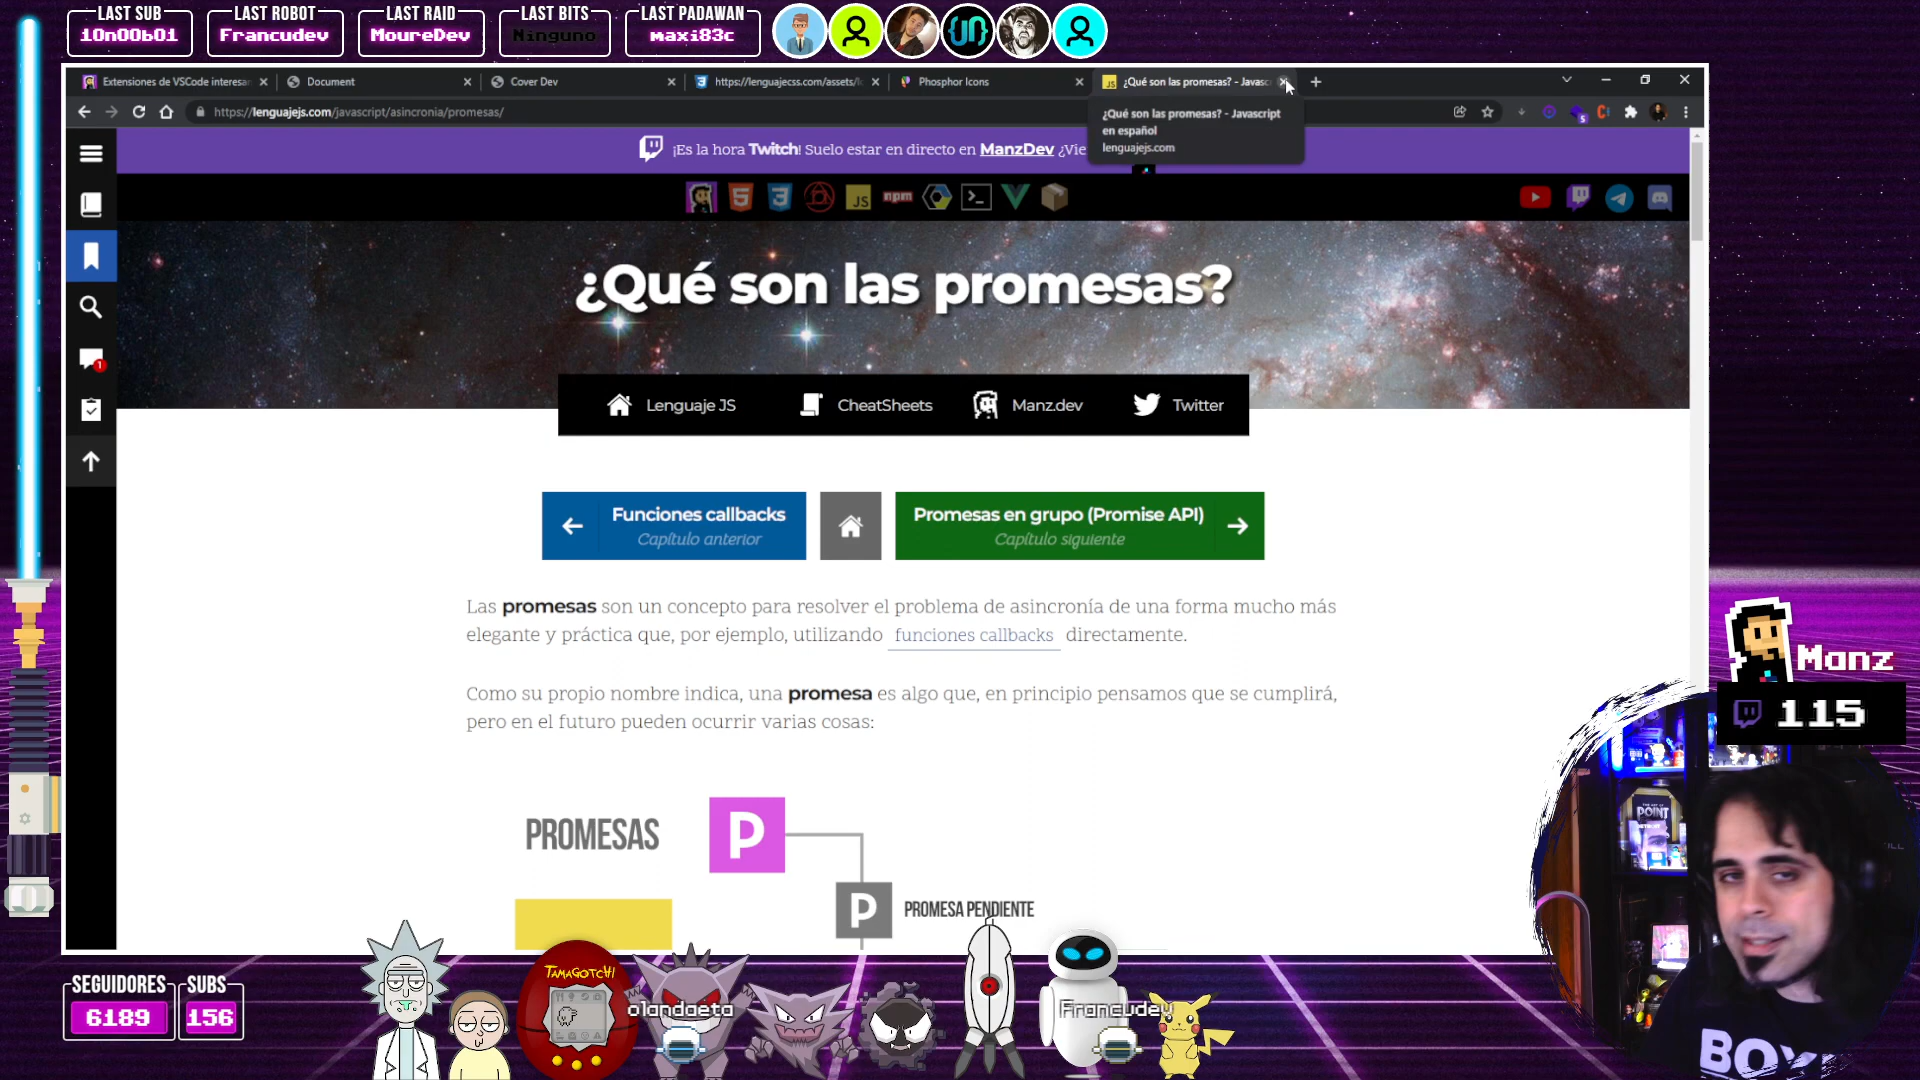 LAST SUB
10n00b01
LAST ROBOT
Francudev
LAST RAID
MoureDev
LAST BITS
Ninguno
LAST PADAWAN
maxi83c
Extensiones de VSCode interesar
Document
Cover Dev
https://lenguajecss.com/assets/lo
Phosphor Icons
¿Qué son las promesas? - Javasc
https://lenguajejs.com/javascript/asincronia/promesas/
¿Qué son las promesas? - Javascript
en español
lenguajejs.com
¡Es la hora Twitch! Suelo estar en directo en ManzDev ¿Vie
JS
npm
¿Qué son las promesas?
Lenguaje JS
CheatSheets
Manz.dev
Twitter
Funciones callbacks
Capítulo anterior
Promesas en grupo (Promise API)
Capítulo siguiente
Las promesas son un concepto para resolver el problema de asincronía de una forma mucho más
elegante y práctica que, por ejemplo, utilizando funciones callbacks directamente.
Como su propio nombre indica, una promesa es algo que, en principio pensamos que se cumplirá,
pero en el futuro pueden ocurrir varias cosas:
PROMESAS
P
P
PROMESA PENDIENTE
Manz
115
POINT
SEGUIDORES
6189
SUBS
156
TAMAGOTCHI
olandaeta
Francudev